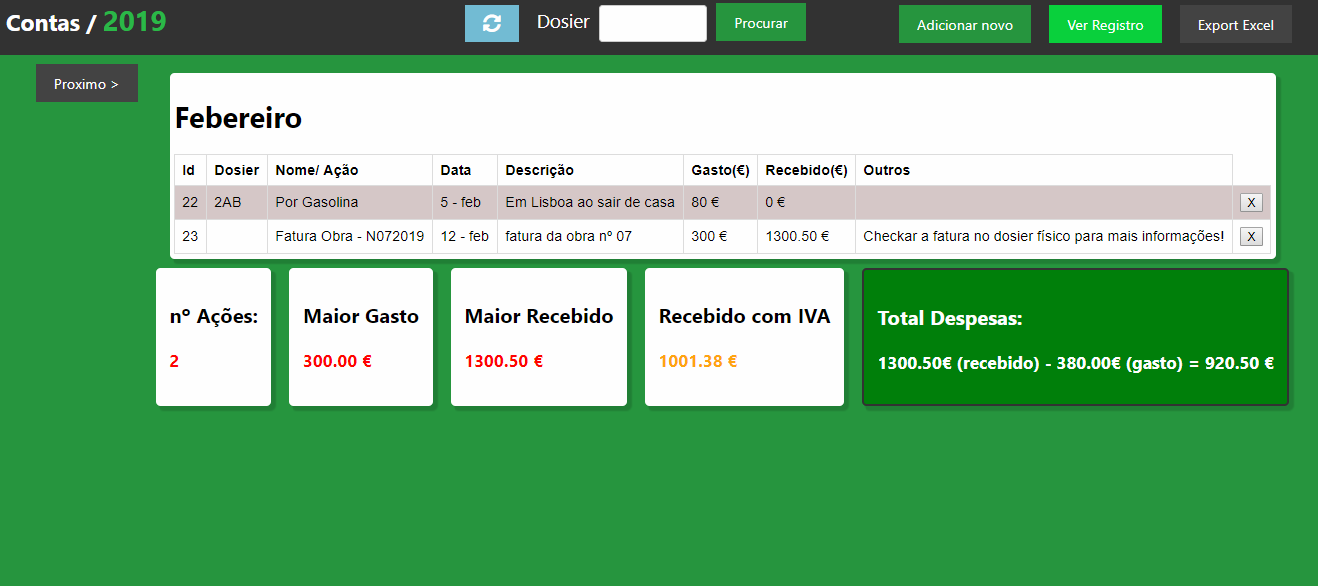 Contas / 2019 Dosier Procurar Adicionar novo Ver Registro Export Excel
Proximo >
Febereiro
Id Dosier Nome/ Ação Data Descrição Gasto(€) Recebido(€) Outros
22 2AB Por Gasolina 5 - feb Em Lisboa ao sair de casa 80 € 0 € X
23 Fatura Obra - N072019 12 - feb fatura da obra nº 07 300 € 1300.50 € Checkar a fatura no dosier físico para mais informações! X
nº Ações: Maior Gasto Maior Recebido Recebido com IVA Total Despesas:
2 300.00 € 1300.50 € 1001.38 € 1300.50€ (recebido) - 380.00€ (gasto) = 920.50 €